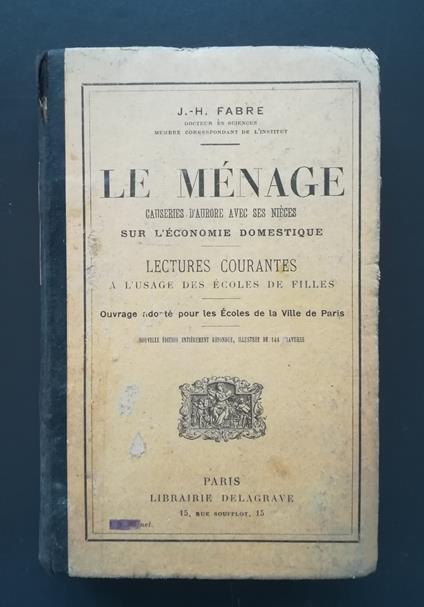 J.-H. FABRE
DOCTEUR ÈS SCIENCES
MEMBRE CORRESPONDANT DE L'INSTITUT
LE MÉNAGE
CAUSERIES D'AURORE AVEC SES NIÈCES
SUR L'ÉCONOMIE DOMESTIQUE
LECTURES COURANTES
A L'USAGE DES ÉCOLES DE FILLES
Ouvrage adopté pour les Écoles de la Ville de Paris
NOUVELLE ÉDITION ENTIÈREMENT REFONDUE, ILLUSTRÉE DE 144
PARIS
LIBRAIRIE DELAGRAVE
15, RUE SOUFFLOT, 15